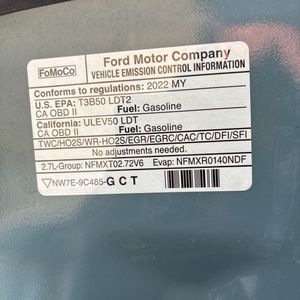 FoMoCo
Ford Motor Company
VEHICLE EMISSION CONTROL INFORMATION
Conforms to regulations: 2022 MY
U.S. EPA: T3B50 LDT2
CA OBD II Fuel: Gasoline
California: ULEV50 LDT
CA OBD II Fuel: Gasoline
TWC/HO2S/WR-HO2S/EGR/EGRC/CAC/TC/DFI/SFI
No adjustments needed.
2.7L-Group: NFMXT02.72V6 Evap: NFMXR0140NDF
NW7E-9C485-G C T